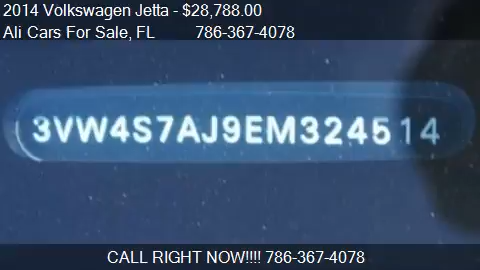 2014 Volkswagen Jetta - $28,788.00
Ali Cars For Sale, FL 786-367-4078
3VW4S7AJ9EM324514
CALL RIGHT NOW!!!! 786-367-4078